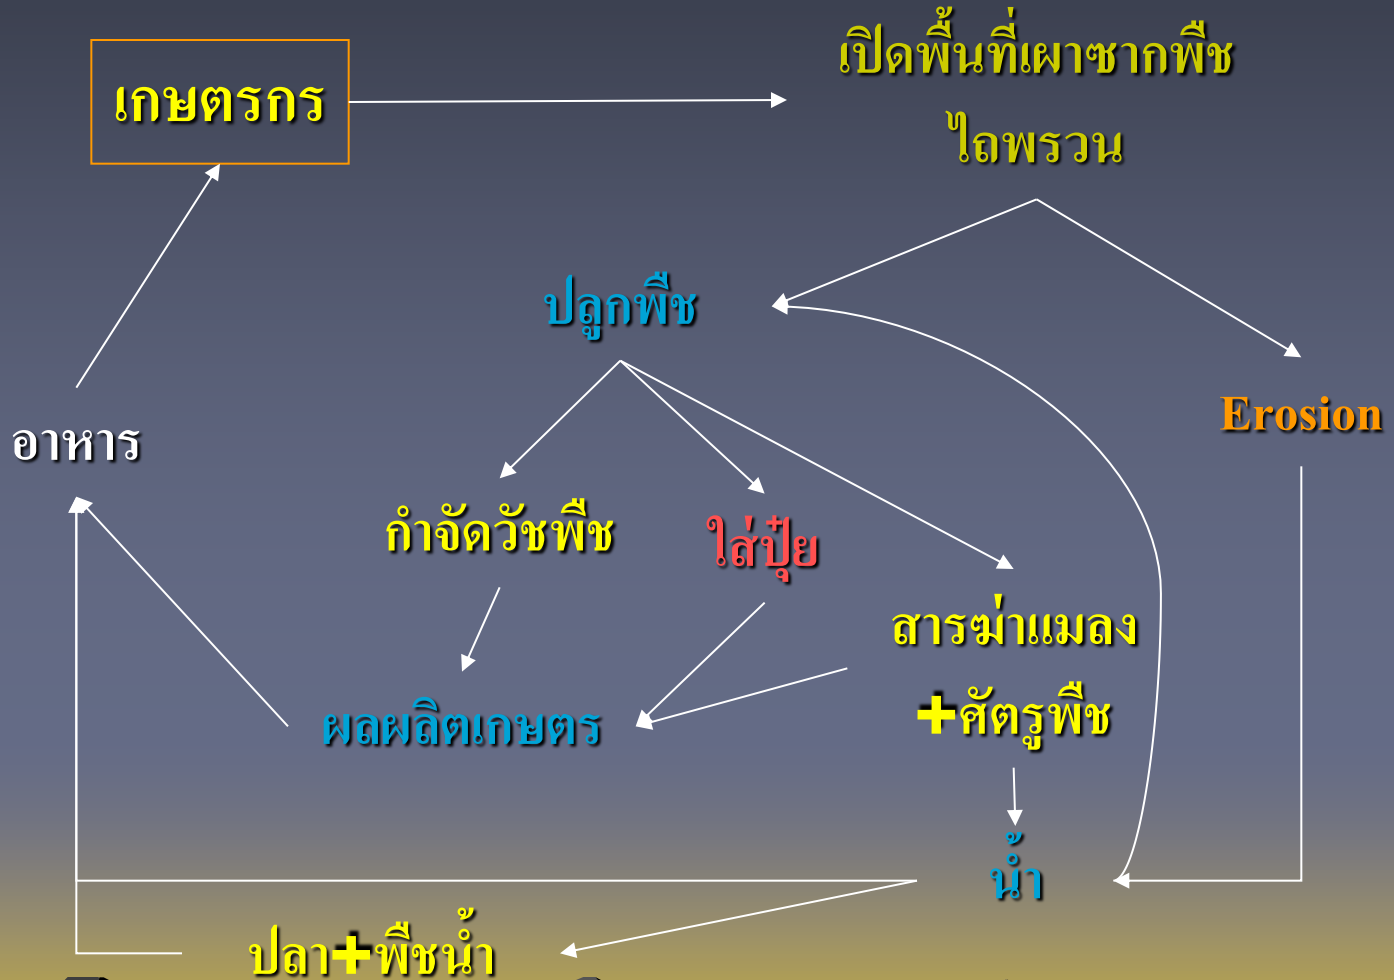 เกษตรกร
เปิดพื้นที่เผาซากพืช
ไถพรวน
ปลูกพืช
Erosion
อาหาร
กำจัดวัชพืช
ใส่ปุ๋ย
สารฆ่าแมลง
+ศัตรูพืช
ผลผลิตเกษตร
น้ำ
ปลา+พืชน้ำ